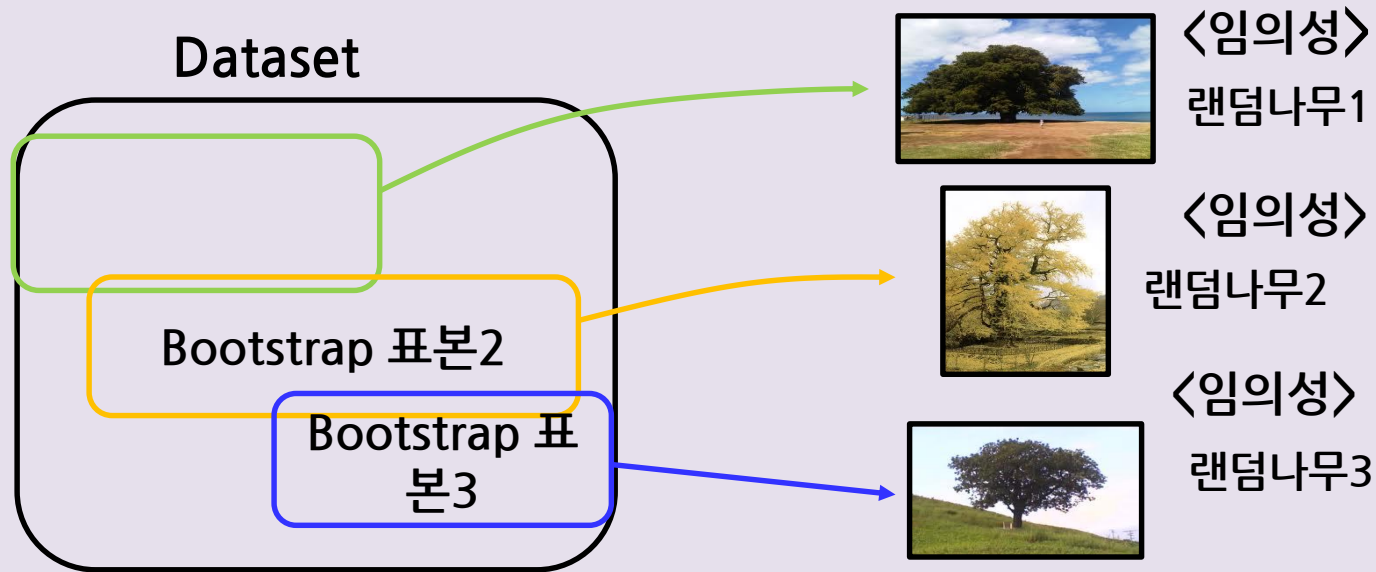 Dataset
Bootstrap 표본2
Bootstrap 표
본3
<임의성>
랜덤나무1
<임의성>
랜덤나무2
<임의성>
랜덤나무3